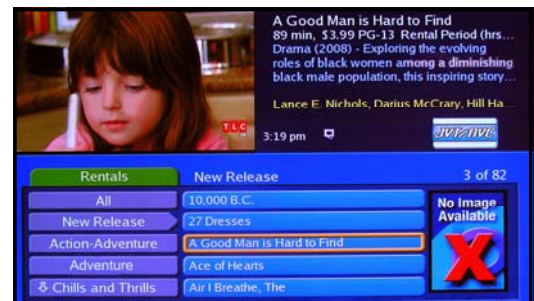 A Good Man is Hard to Find
89 min, $3.99 PG-13 Rental Period (hrs...
Drama (2008) - Exploring the evolving
roles of black women among a diminishing
black male population, this inspiring story...
Lance E. Nichols, Darius McCrary, Hill Ha...
TLC
3:19 pm
Rentals
New Release
3 of 82
All
10,000 B.C.
No Image
Available
New Release
27 Dresses
Action-Adventure
A Good Man is Hard to Find
Adventure
Ace of Hearts
Chills and Thrills
Air I Breathe, The